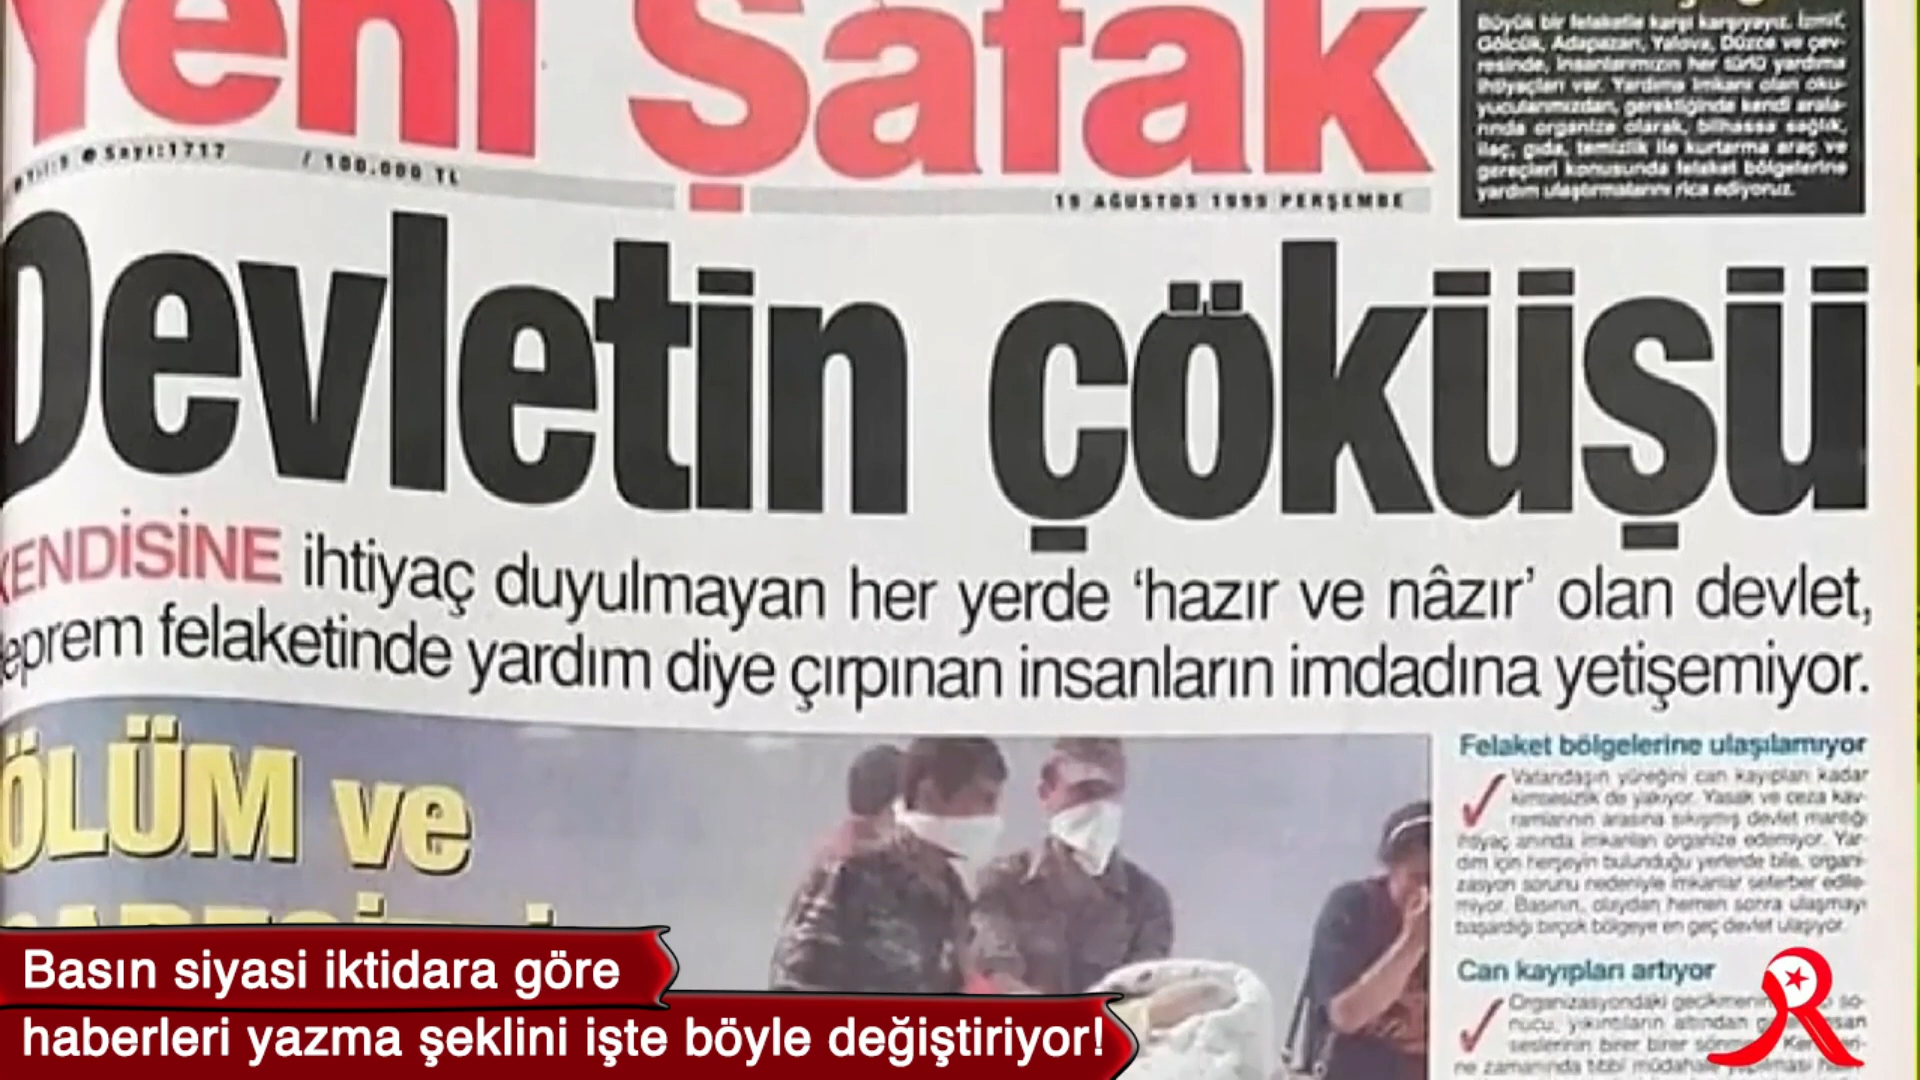 Yeni Şafak
Sayı:1717 / 100.000 TL
19 AĞUSTOS 1999 PERŞEMBE
Büyük bir felaketle karşı karşıyayız. İzmit,
Gölcük, Adapazarı, Yalova, Düzce ve çev-
resinde, insanlarımızın her türlü yardıma
ihtiyaçları var. Yardıma imkanı olan oku-
yucularımızdan, gerektiğinde kendi arala-
rında organize olarak, bilhassa sağlık,
ilaç, gıda, temizlik ile kurtarma araç ve
gereçleri konusunda felaket bölgelerine
yardım ulaştırmalarını rica ediyoruz.
Devletin çöküşü
KENDİSİNE ihtiyaç duyulmayan her yerde ‘hazır ve nâzır’ olan devlet,
deprem felaketinde yardım diye çırpınan insanların imdadına yetişemiyor.
ÖLÜM ve
Felaket bölgelerine ulaşılamıyor
Vatandaşın yüreğini can kayıpları kadar
kimsesizlik de yakıyor. Yasak ve ceza kav-
ramlarının arasına sıkışmış devlet mantığı
ihtiyaç anında imkanları organize edemiyor. Yar-
dım için herşeyin bulunduğu yerlerde bile, organi-
zasyon sorunu nedeniyle imkanlar seferber edile-
miyor. Basının, olaydan hemen sonra ulaşmayı
başardığı birçok bölgeye en geç devlet ulaşıyor.
Can kayıpları artıyor
Organizasyondaki gecikmenin so-
nucu, yıkıntıların altından
seslerinin birer birer
ne zamanında tıbbi müdahale
Basın siyasi iktidara göre
haberleri yazma şeklini işte böyle değiştiriyor!